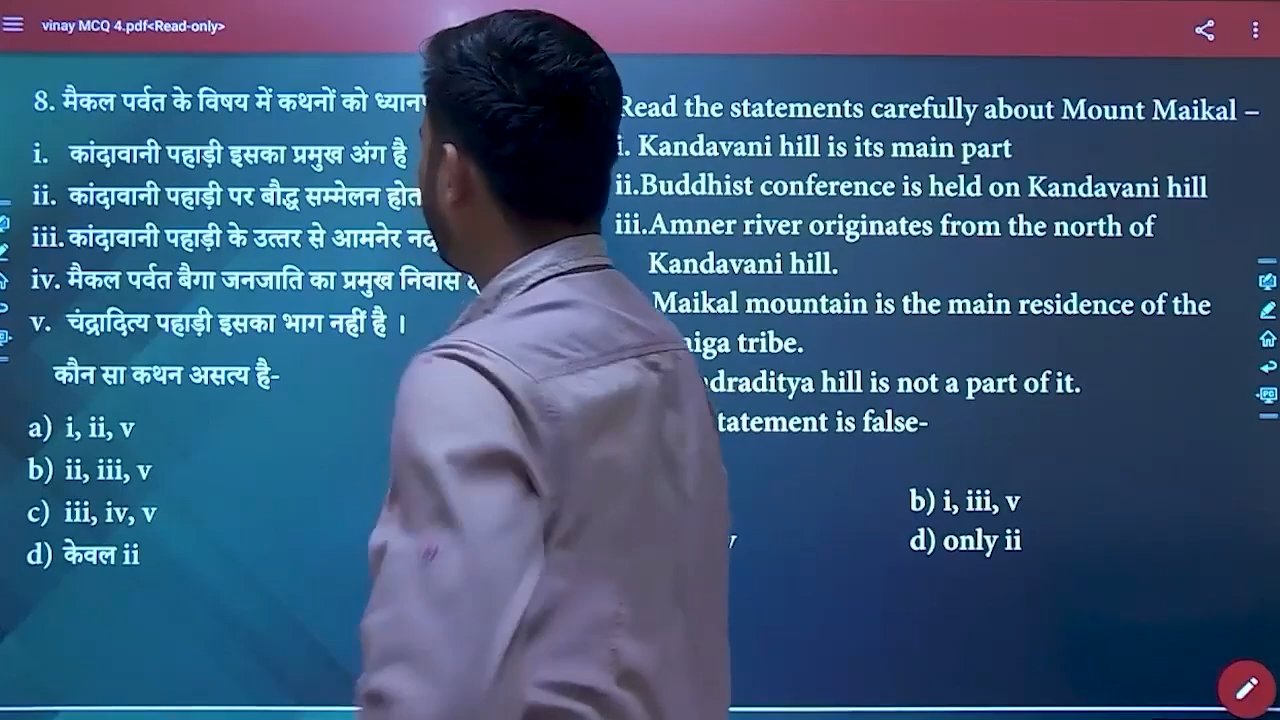 vinay MCQ 4.pdf<Read-only>
8. मैकल पर्वत के विषय में कथनों को
i. कांदावानी पहाड़ी इसका प्रमुख अंग है
ii. कांदावानी पहाड़ी पर बौद्ध सम्मेलन
iii. कांदावानी पहाड़ी के उत्तर से आमनेर
iv. मैकल पर्वत बैगा जनजाति का प्रमुख निवास
v. चंद्रादित्य पहाड़ी इसका भाग नहीं है ।
कौन सा कथन असत्य है-
a) i, ii, v
b) ii, iii, v
c) iii, iv, v
d) केवल ii
Read the statements carefully about Mount Maikal –
i. Kandavani hill is its main part
ii.Buddhist conference is held on Kandavani hill
iii.Amner river originates from the north of
Kandavani hill.
Maikal mountain is the main residence of the
tribe.
hill is not a part of it.
is false-
b) i, iii, v
d) only ii